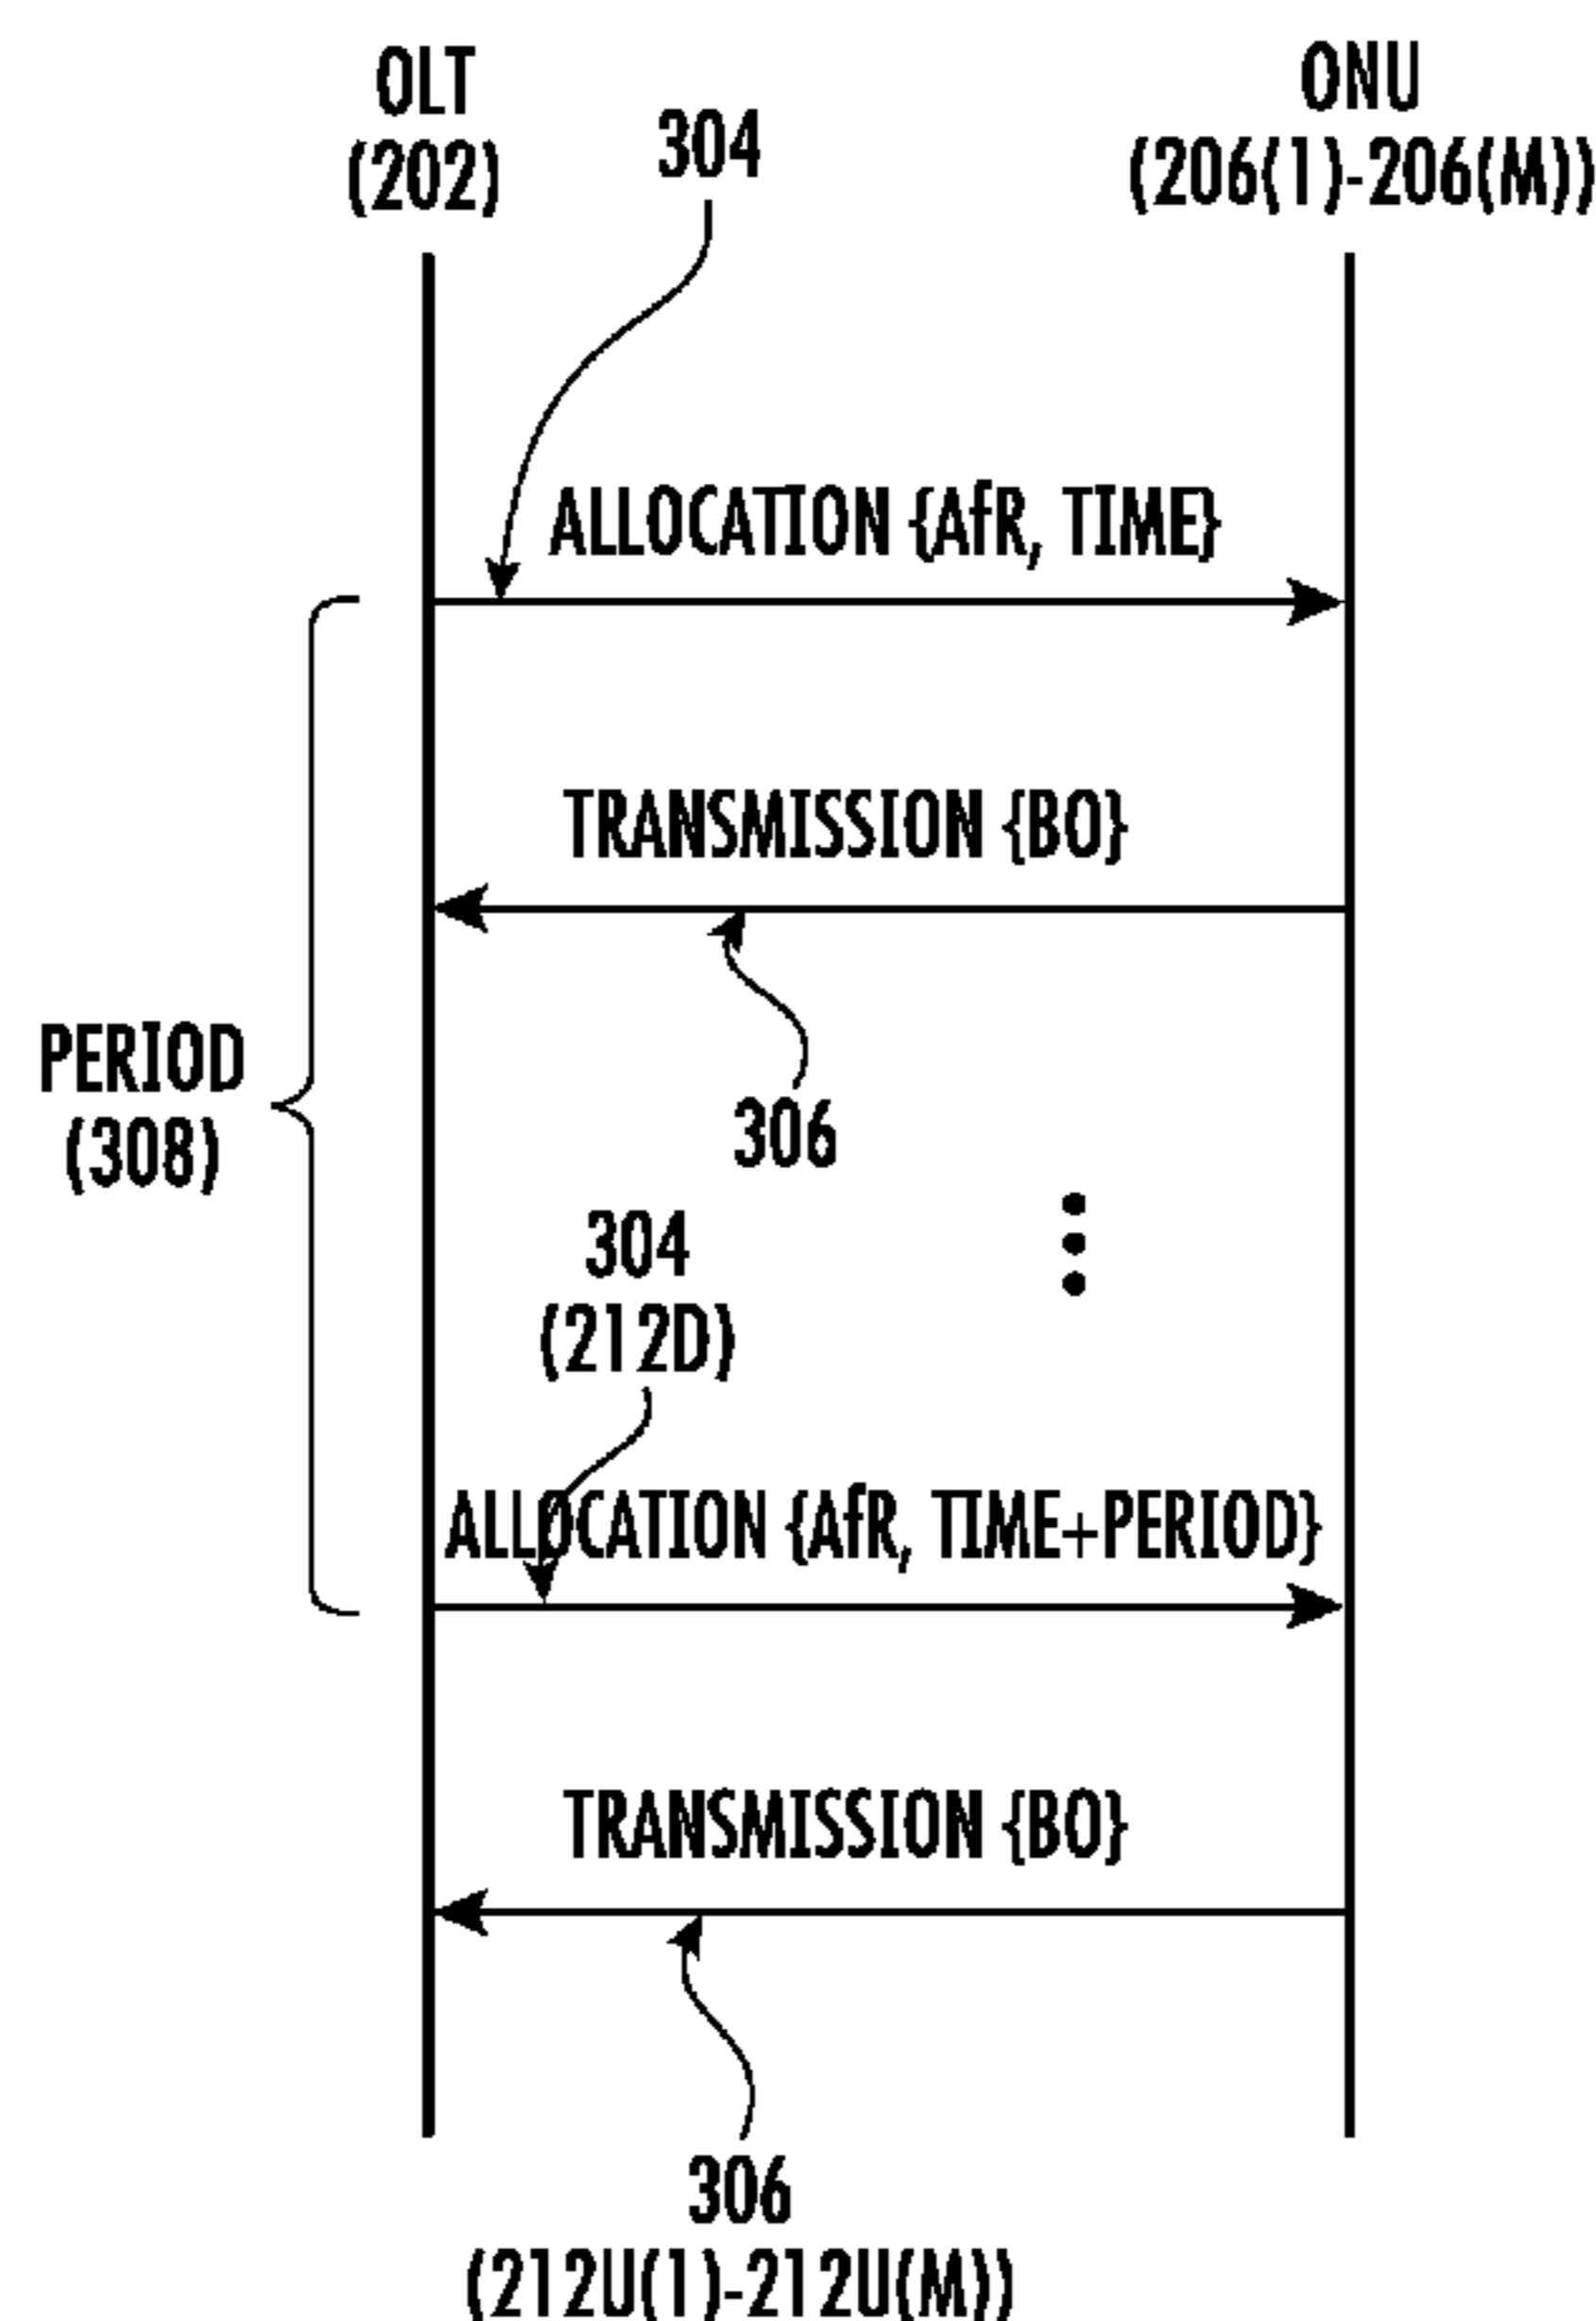 OLT
(202)
304
ONU
(206(1)-206(M))
ALLOCATION {AfR, TIME}
TRANSMISSION {BO}
306
PERIOD
(308)
304
(212D)
ALLOCATION {AfR, TIME+PERIOD}
TRANSMISSION {BO}
306
(212U(1)-212U(M))